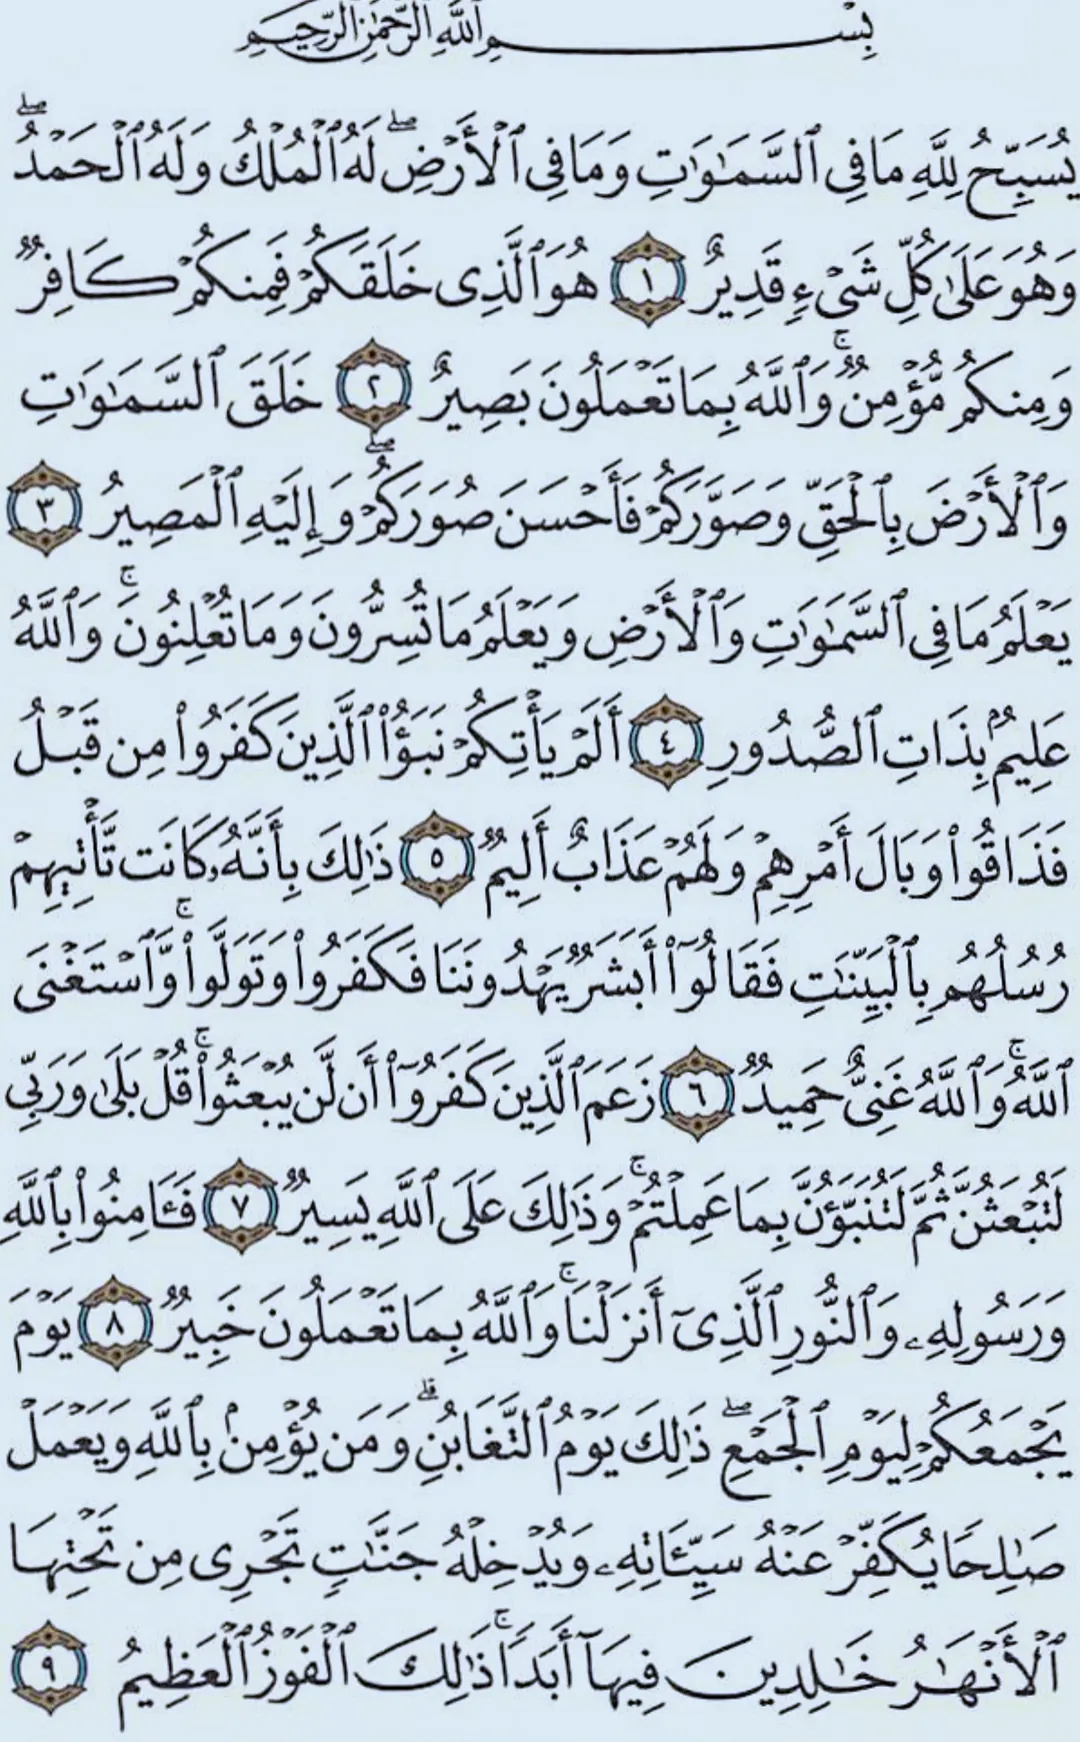 بِسْمِ ٱللَّهِ ٱلرَّحْمَٰنِ ٱلرَّحِيمِ
يُسَبِّحُ لِلَّهِ مَا فِى ٱلسَّمَٰوَٰتِ وَمَا فِى ٱلْأَرْضِ ۖ لَهُ ٱلْمُلْكُ وَلَهُ ٱلْحَمْدُ ۖ
وَهُوَ عَلَىٰ كُلِّ شَىْءٍ قَدِيرٌ ١ هُوَ ٱلَّذِى خَلَقَكُمْ فَمِنكُمْ كَافِرٌ
وَمِنكُم مُّؤْمِنٌ ۚ وَٱللَّهُ بِمَا تَعْمَلُونَ بَصِيرٌ ٢ خَلَقَ ٱلسَّمَٰوَٰتِ
وَٱلْأَرْضَ بِٱلْحَقِّ وَصَوَّرَكُمْ فَأَحْسَنَ صُوَرَكُمْ ۖ وَإِلَيْهِ ٱلْمَصِيرُ ٣
يَعْلَمُ مَا فِى ٱلسَّمَٰوَٰتِ وَٱلْأَرْضِ وَيَعْلَمُ مَا تُسِرُّونَ وَمَا تُعْلِنُونَ ۚ وَٱللَّهُ
عَلِيمٌۢ بِذَاتِ ٱلصُّدُورِ ٤ أَلَمْ يَأْتِكُمْ نَبَؤُا۟ ٱلَّذِينَ كَفَرُوا۟ مِن قَبْلُ
فَذَاقُوا۟ وَبَالَ أَمْرِهِمْ وَلَهُمْ عَذَابٌ أَلِيمٌ ٥ ذَٰلِكَ بِأَنَّهُۥ كَانَت تَّأْتِيهِمْ
رُسُلُهُم بِٱلْبَيِّنَٰتِ فَقَالُوٓا۟ أَبَشَرٌ يَهْدُونَنَا فَكَفَرُوا۟ وَتَوَلَّوا۟ ۚ وَّٱسْتَغْنَى
ٱللَّهُ ۚ وَٱللَّهُ غَنِىٌّ حَمِيدٌ ٦ زَعَمَ ٱلَّذِينَ كَفَرُوٓا۟ أَن لَّن يُبْعَثُوا۟ ۚ قُلْ بَلَىٰ وَرَبِّى
لَتُبْعَثُنَّ ثُمَّ لَتُنَبَّؤُنَّ بِمَا عَمِلْتُمْ ۚ وَذَٰلِكَ عَلَى ٱللَّهِ يَسِيرٌ ٧ فَـَٔامِنُوا۟ بِٱللَّهِ
وَرَسُولِهِۦ وَٱلنُّورِ ٱلَّذِىٓ أَنزَلْنَا ۚ وَٱللَّهُ بِمَا تَعْمَلُونَ خَبِيرٌ ٨ يَوْمَ
يَجْمَعُكُمْ لِيَوْمِ ٱلْجَمْعِ ۖ ذَٰلِكَ يَوْمُ ٱلتَّغَابُنِ ۗ وَمَن يُؤْمِنۢ بِٱللَّهِ وَيَعْمَلْ
صَٰلِحًا يُكَفِّرْ عَنْهُ سَيِّـَٔاتِهِۦ وَيُدْخِلْهُ جَنَّٰتٍ تَجْرِى مِن تَحْتِهَا
ٱلْأَنْهَٰرُ خَٰلِدِينَ فِيهَآ أَبَدًا ۚ ذَٰلِكَ ٱلْفَوْزُ ٱلْعَظِيمُ ٩